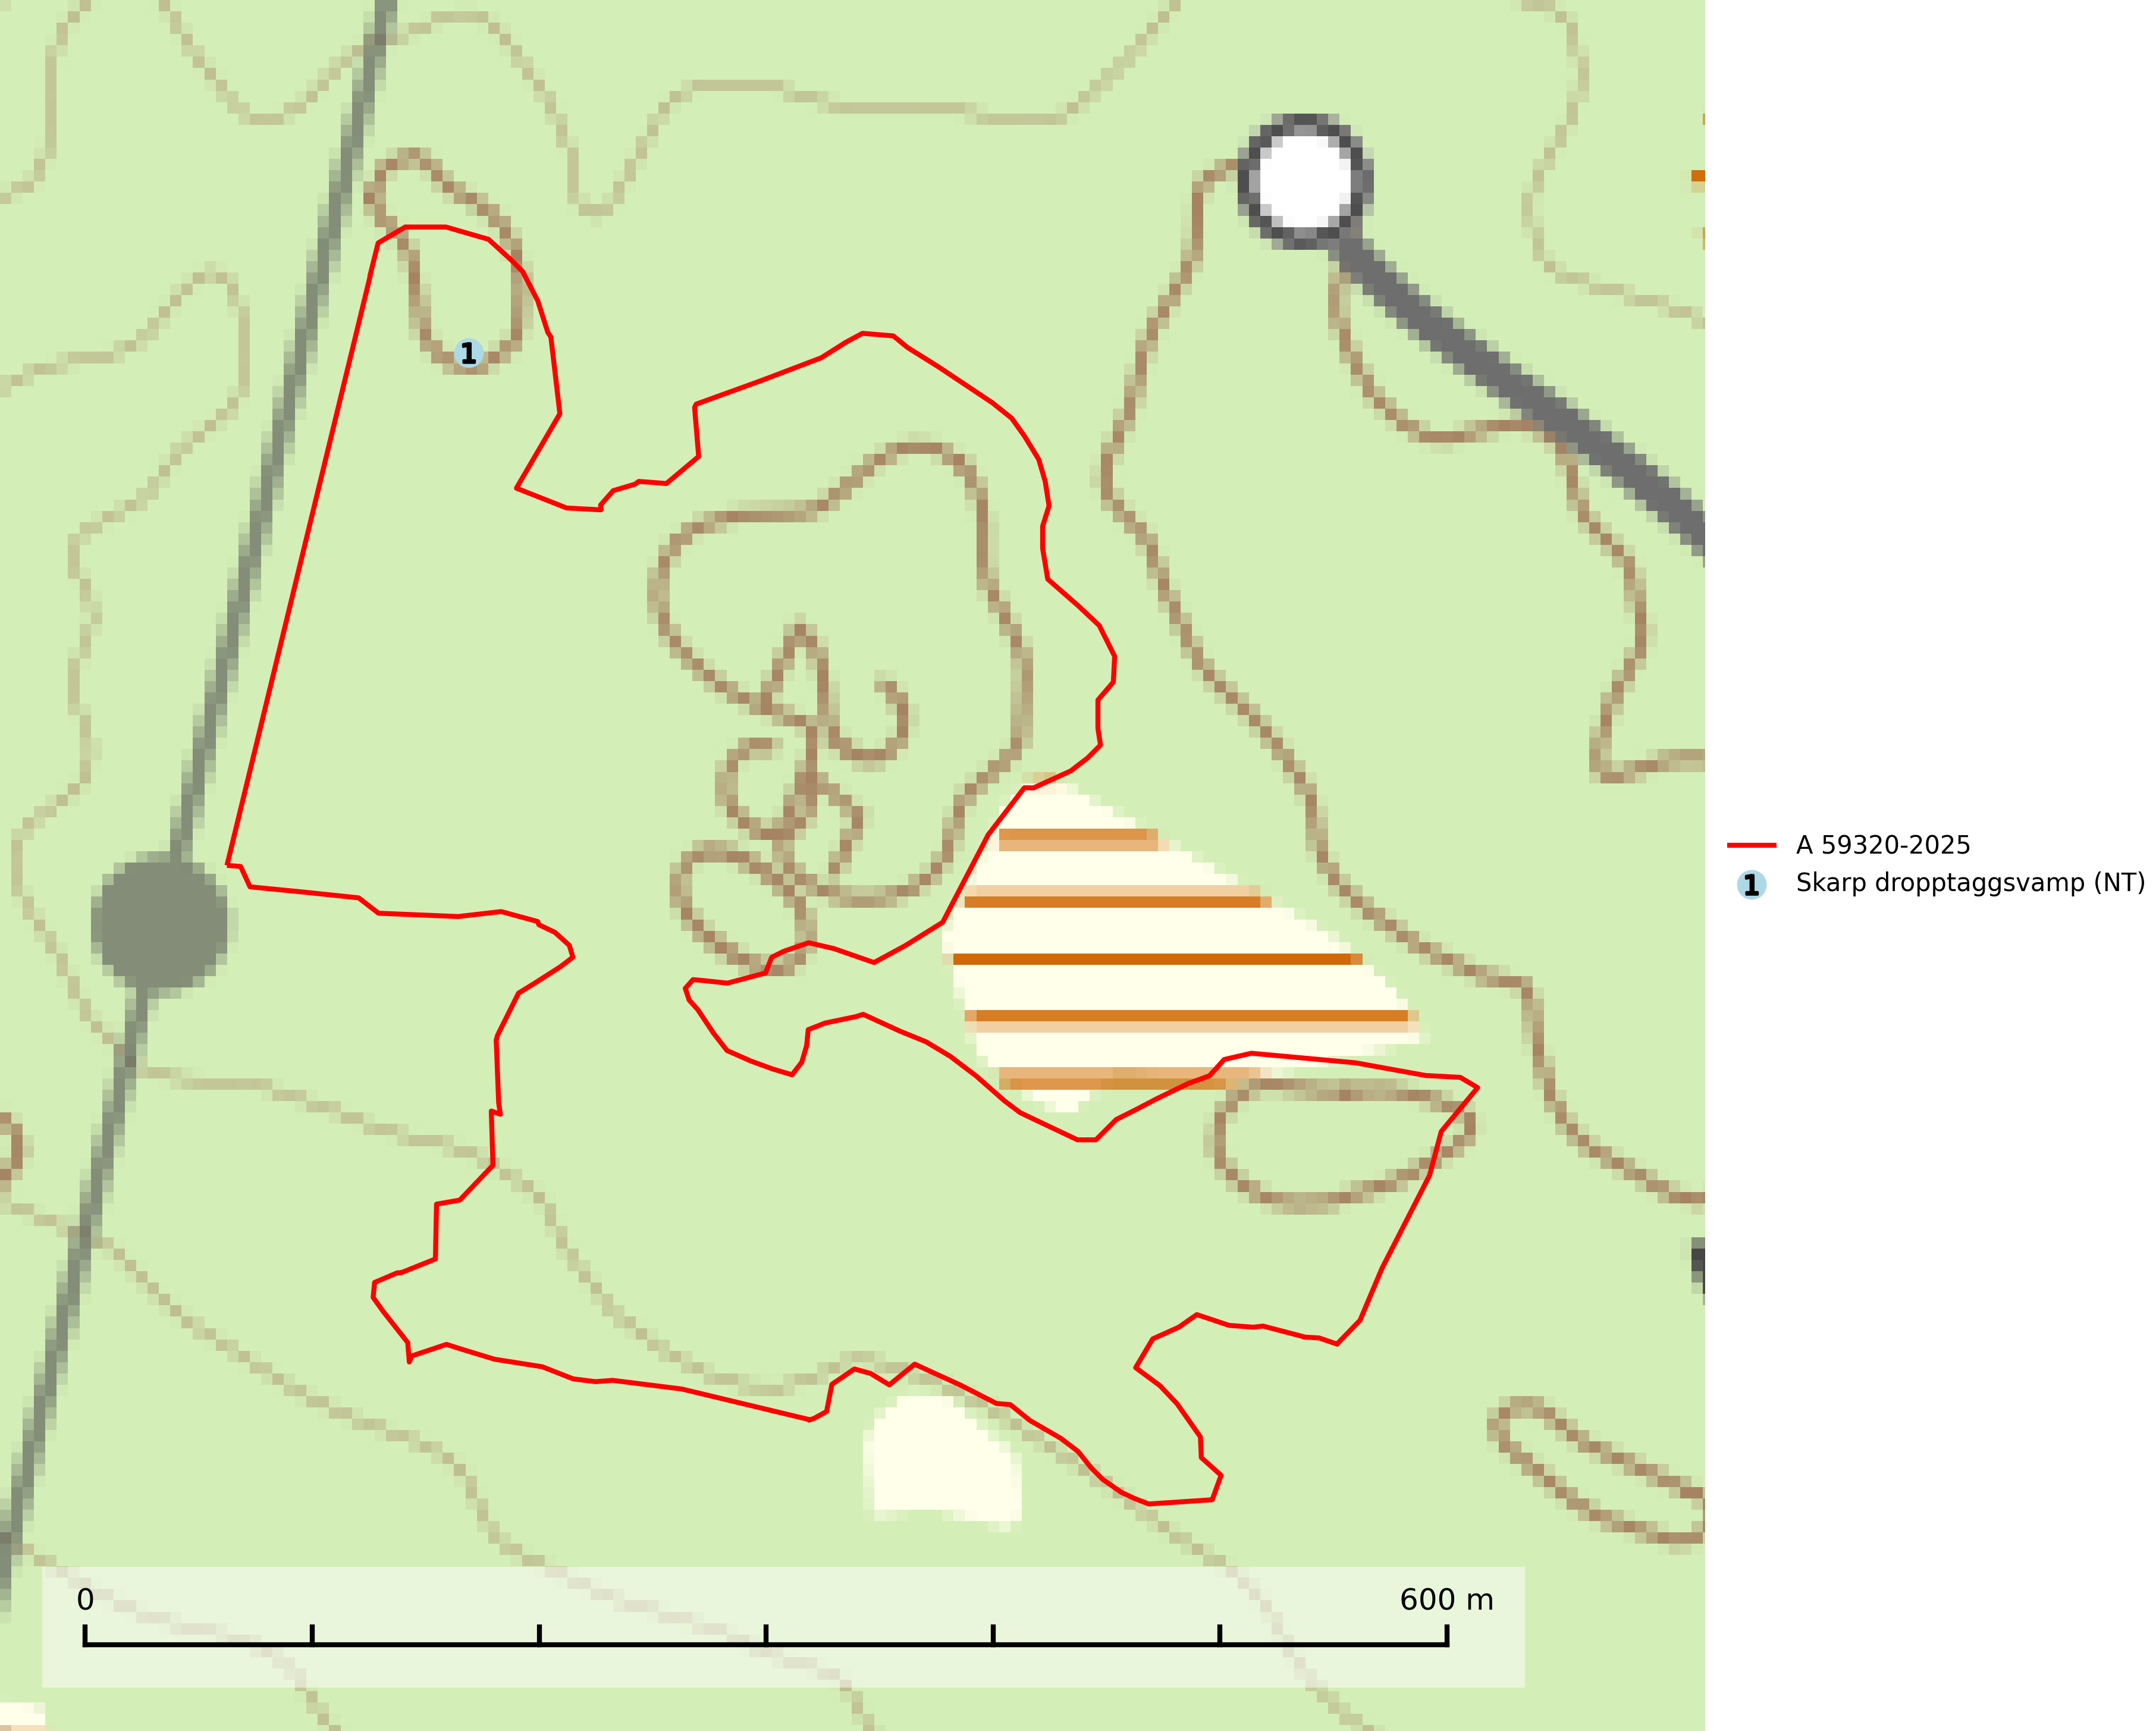 1
A 59320-2025
1 Skarp dropptaggsvamp (NT)
0 600 m